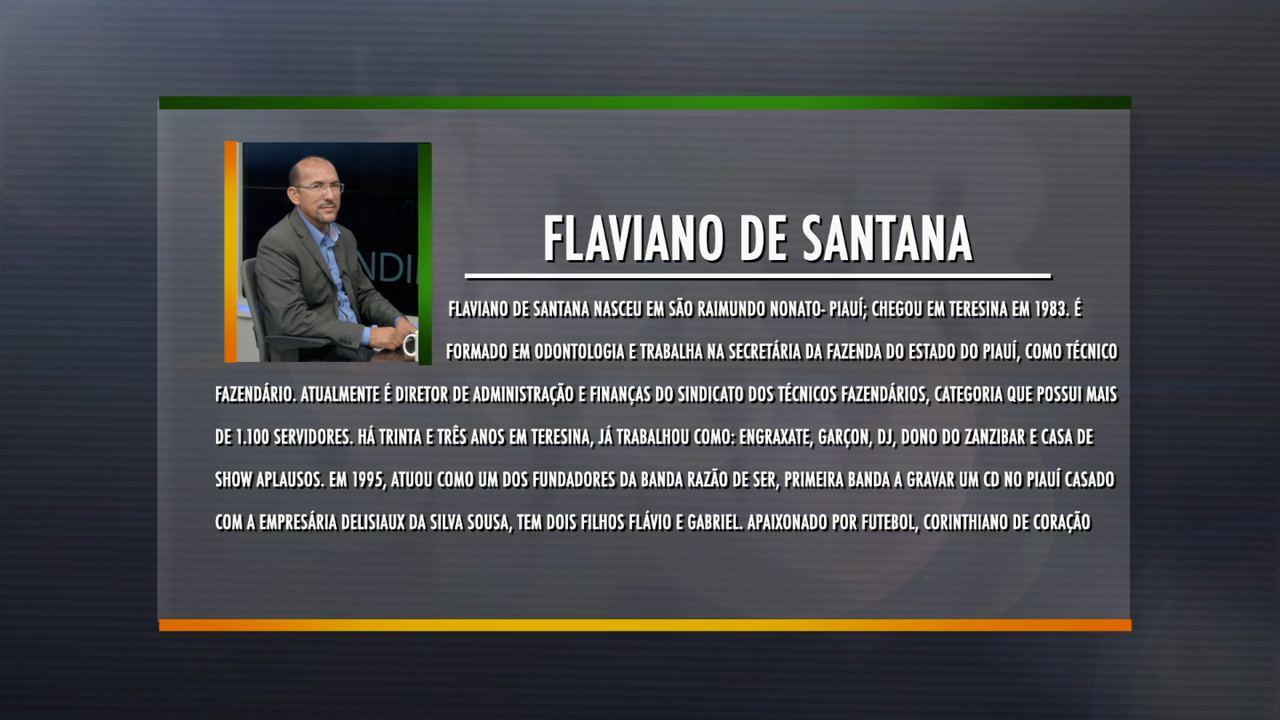 NDI
FLAVIANO DE SANTANA
FLAVIANO DE SANTANA NASCEU EM SÃO RAIMUNDO NONATO- PIAUÍ; CHEGOU EM TERESINA EM 1983. É
FORMADO EM ODONTOLOGIA E TRABALHA NA SECRETÁRIA DA FAZENDA DO ESTADO DO PIAUÍ, COMO TÉCNICO
FAZENDÁRIO. ATUALMENTE É DIRETOR DE ADMINISTRAÇÃO E FINANÇAS DO SINDICATO DOS TÉCNICOS FAZENDÁRIOS, CATEGORIA QUE POSSUI MAIS
DE 1.100 SERVIDORES. HÁ TRINTA E TRÊS ANOS EM TERESINA, JÁ TRABALHOU COMO: ENGRAXATE, GARÇON, DJ, DONO DO ZANZIBAR E CASA DE
SHOW APLAUSOS. EM 1995, ATUOU COMO UM DOS FUNDADORES DA BANDA RAZÃO DE SER, PRIMEIRA BANDA A GRAVAR UM CD NO PIAUÍ CASADO
COM A EMPRESÁRIA DELISIAUX DA SILVA SOUSA, TEM DOIS FILHOS FLÁVIO E GABRIEL. APAIXONADO POR FUTEBOL, CORINTHIANO DE CORAÇÃO